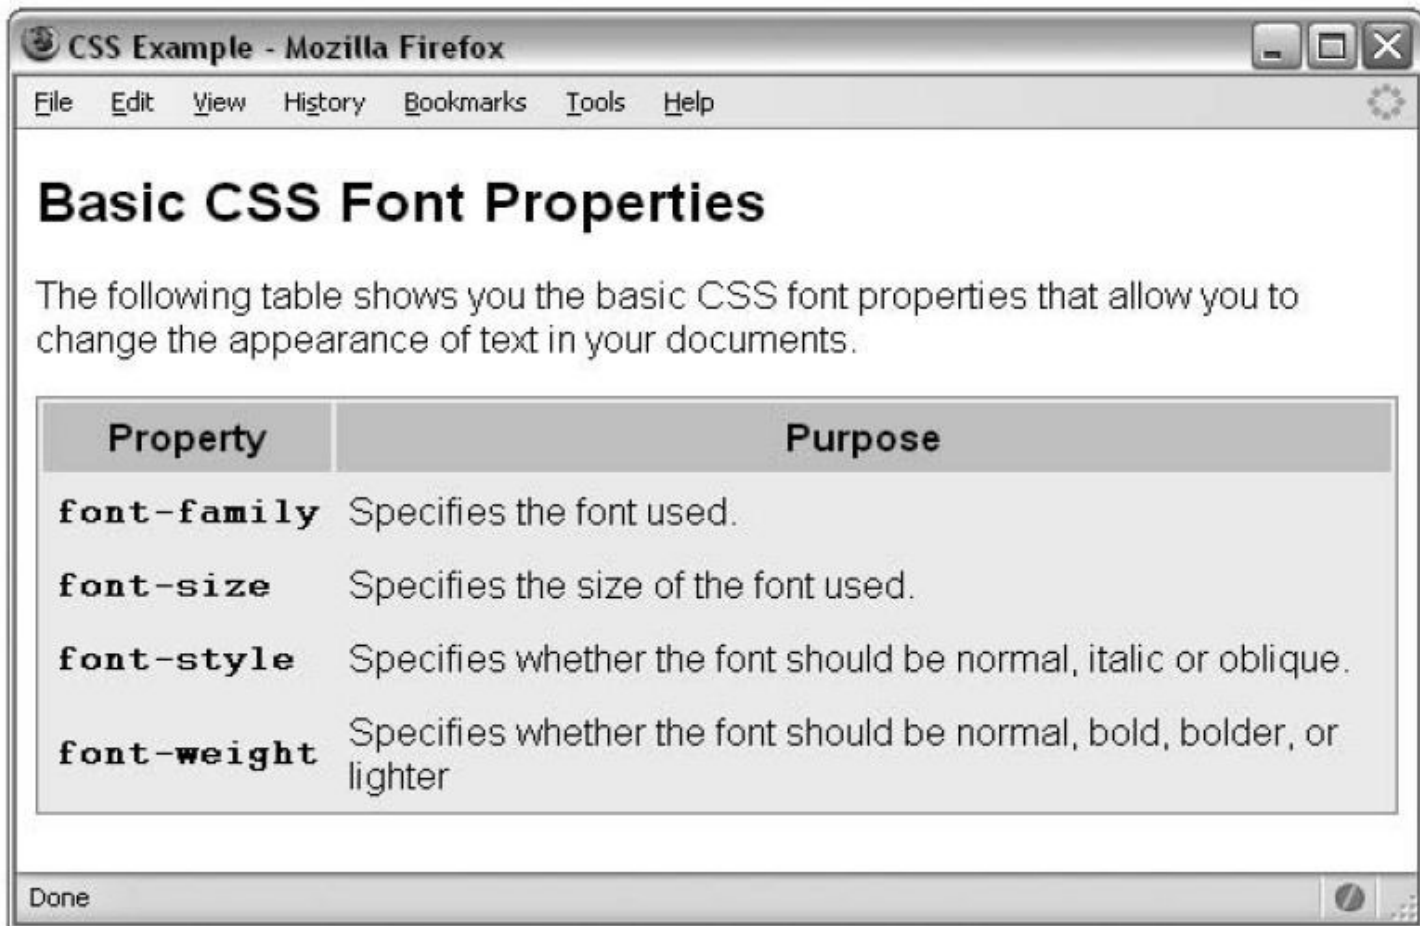 CSS Example - Mozilla Firefox
File Edit View History Bookmarks Tools Help
Basic CSS Font Properties
The following table shows you the basic CSS font properties that allow you to
change the appearance of text in your documents.
Property Purpose
font-family Specifies the font used.
font-size Specifies the size of the font used.
font-style Specifies whether the font should be normal, italic or oblique.
font-weight Specifies whether the font should be normal, bold, bolder, or
lighter
Done